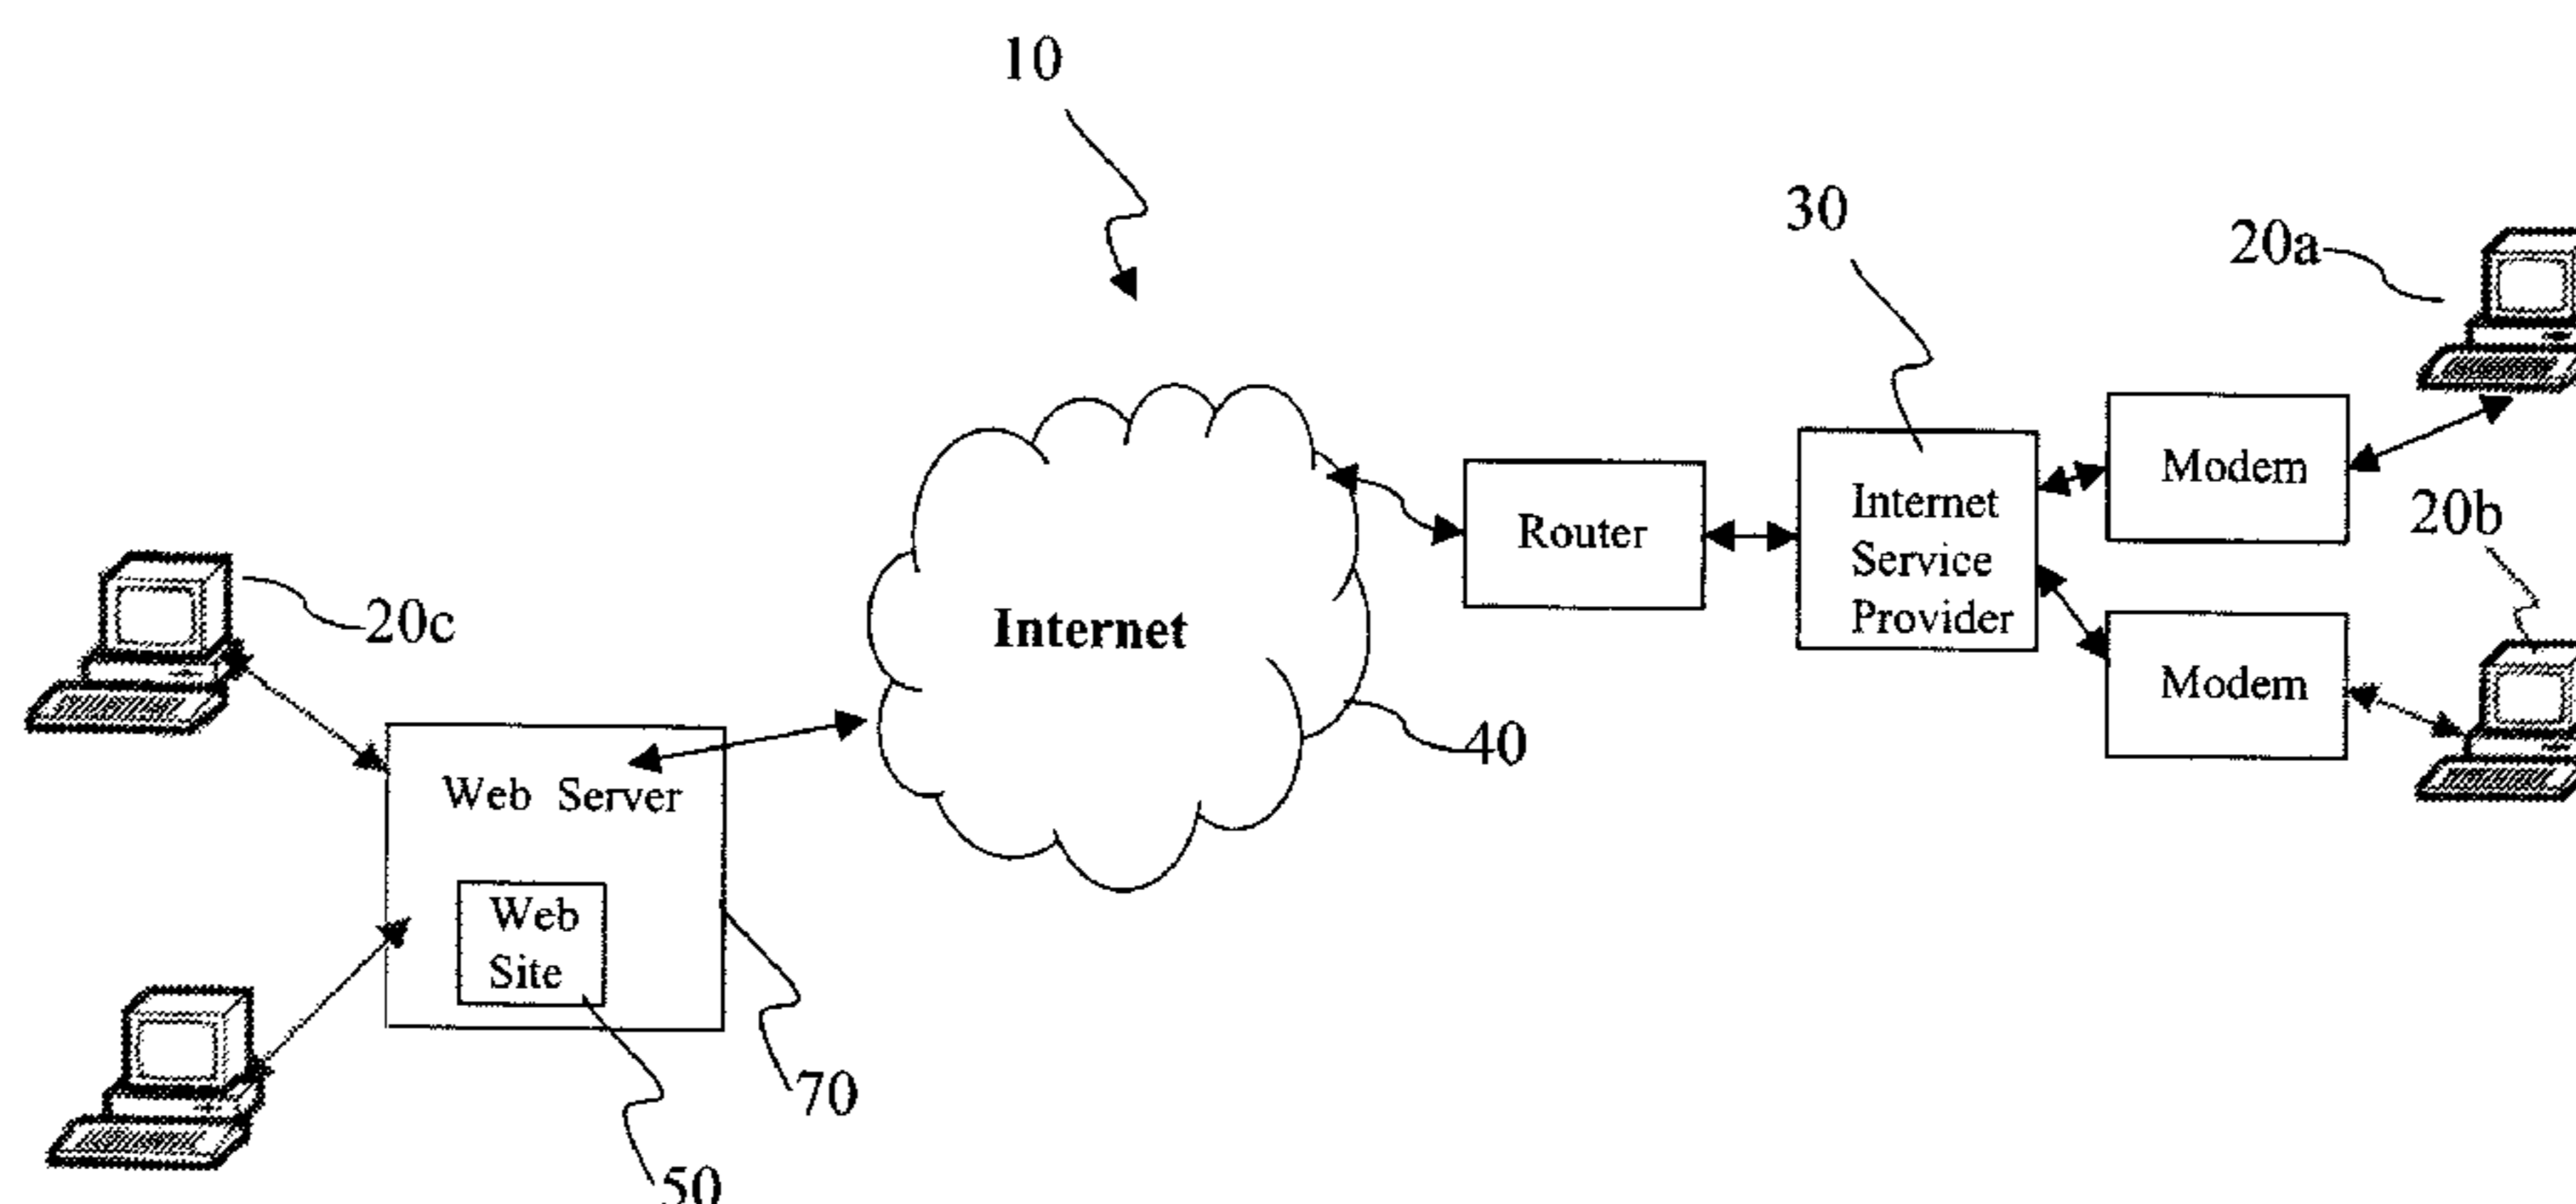 10
30
20a
Modem
Internet
Service
Provider
20b
Router
Internet
20c
Modem
40
Web Server
Web
Site
70
50